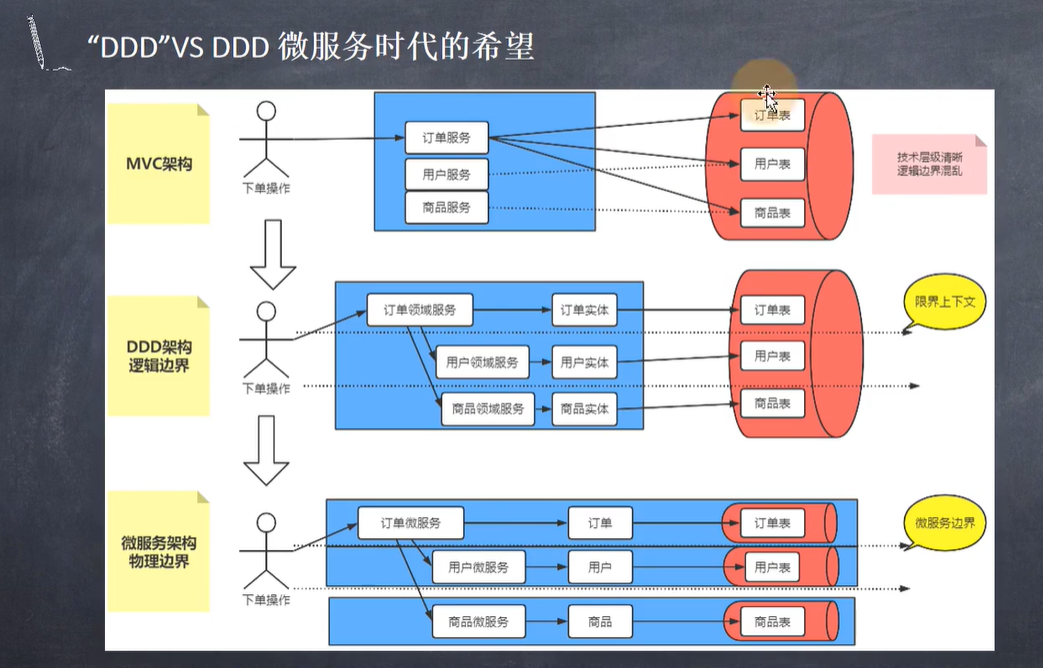 “DDD”VS DDD 微服务时代的希望
MVC架构
下单操作
订单服务
用户服务
商品服务
订单表
用户表
商品表
技术层级清晰
逻辑边界混乱
DDD架构
逻辑边界
下单操作
订单领域服务
订单实体
用户领域服务
用户实体
商品领域服务
商品实体
订单表
用户表
商品表
限界上下文
微服务架构
物理边界
下单操作
订单微服务
订单
订单表
用户微服务
用户
用户表
商品微服务
商品
商品表
微服务边界